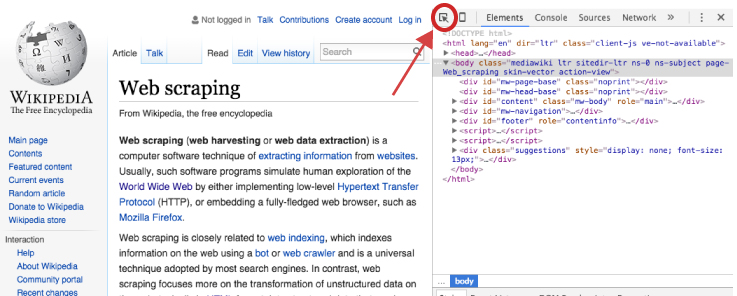 Not logged in Talk Contributions Create account Log in
Article Talk Read Edit View history Search
WIKIPEDIA
The Free Encyclopedia
Main page
Contents
Featured content
Current events
Random article
Donate to Wikipedia
Wikipedia store
Interaction
Help
About Wikipedia
Community portal
Recent changes
Web scraping
From Wikipedia, the free encyclopedia
Web scraping (web harvesting or web data extraction) is a
computer software technique of extracting information from websites.
Usually, such software programs simulate human exploration of the
World Wide Web by either implementing low-level Hypertext Transfer
Protocol (HTTP), or embedding a fully-fledged web browser, such as
Mozilla Firefox.
Web scraping is closely related to web indexing, which indexes
information on the web using a bot or web crawler and is a universal
technique adopted by most search engines. In contrast, web
scraping focuses more on the transformation of unstructured data on
Elements Console Sources Network »
<!DOCTYPE html>
<html lang="en" dir="ltr" class="client-js ve-not-available">
<head>…</head>
<body class="mediawiki ltr sitedir-ltr ns-0 ns-subject page-
Web_scraping skin-vector action-view">
<div id="mw-page-base" class="noprint"></div>
<div id="mw-head-base" class="noprint"></div>
<div id="content" class="mw-body" role="main">…</div>
<div id="mw-navigation">…</div>
<div id="footer" role="contentinfo">…</div>
<script>…</script>
<script>…</script>
<div class="suggestions" style="display: none; font-size:
13px;">…</div>
</body>
</html>
... body